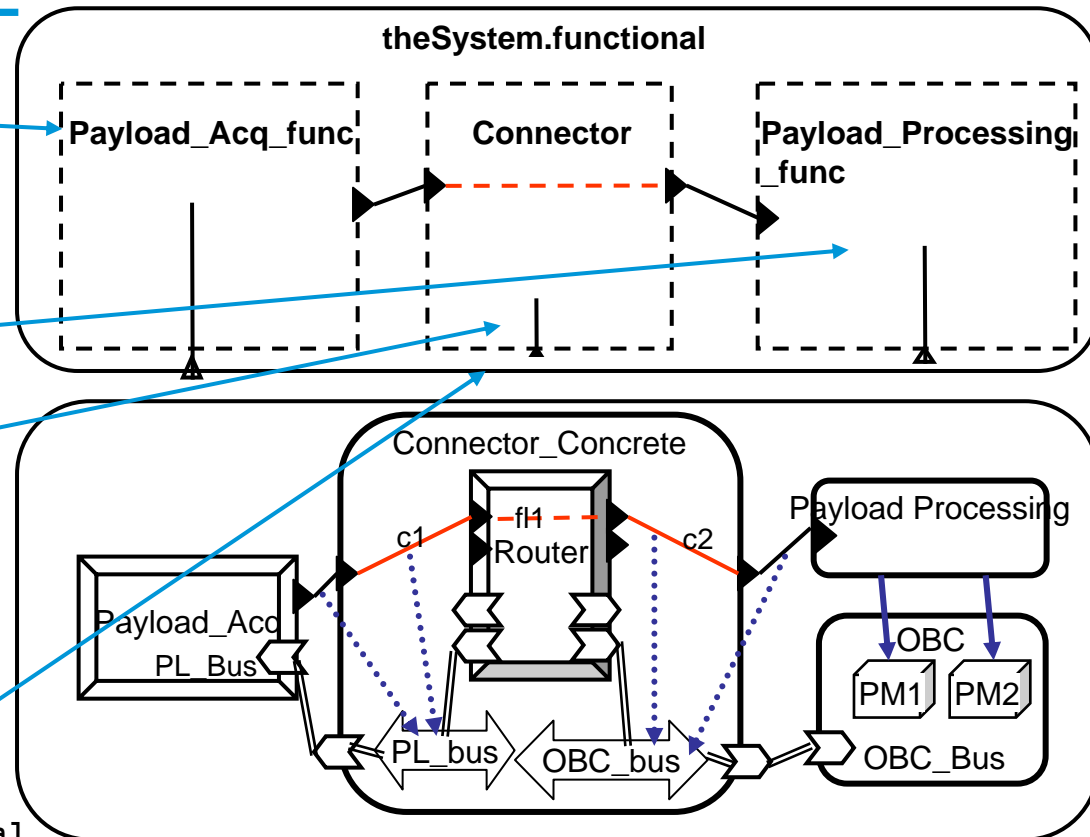 theSystem.functional
Payload_Acq_func
Connector
Payload_Processing
_func
Connector_Concrete
fl1
Router
c1
c2
Payload Processing
Payload_Acq
PL_Bus
OBC
PM1
PM2
PL_bus
OBC_bus
OBC_Bus